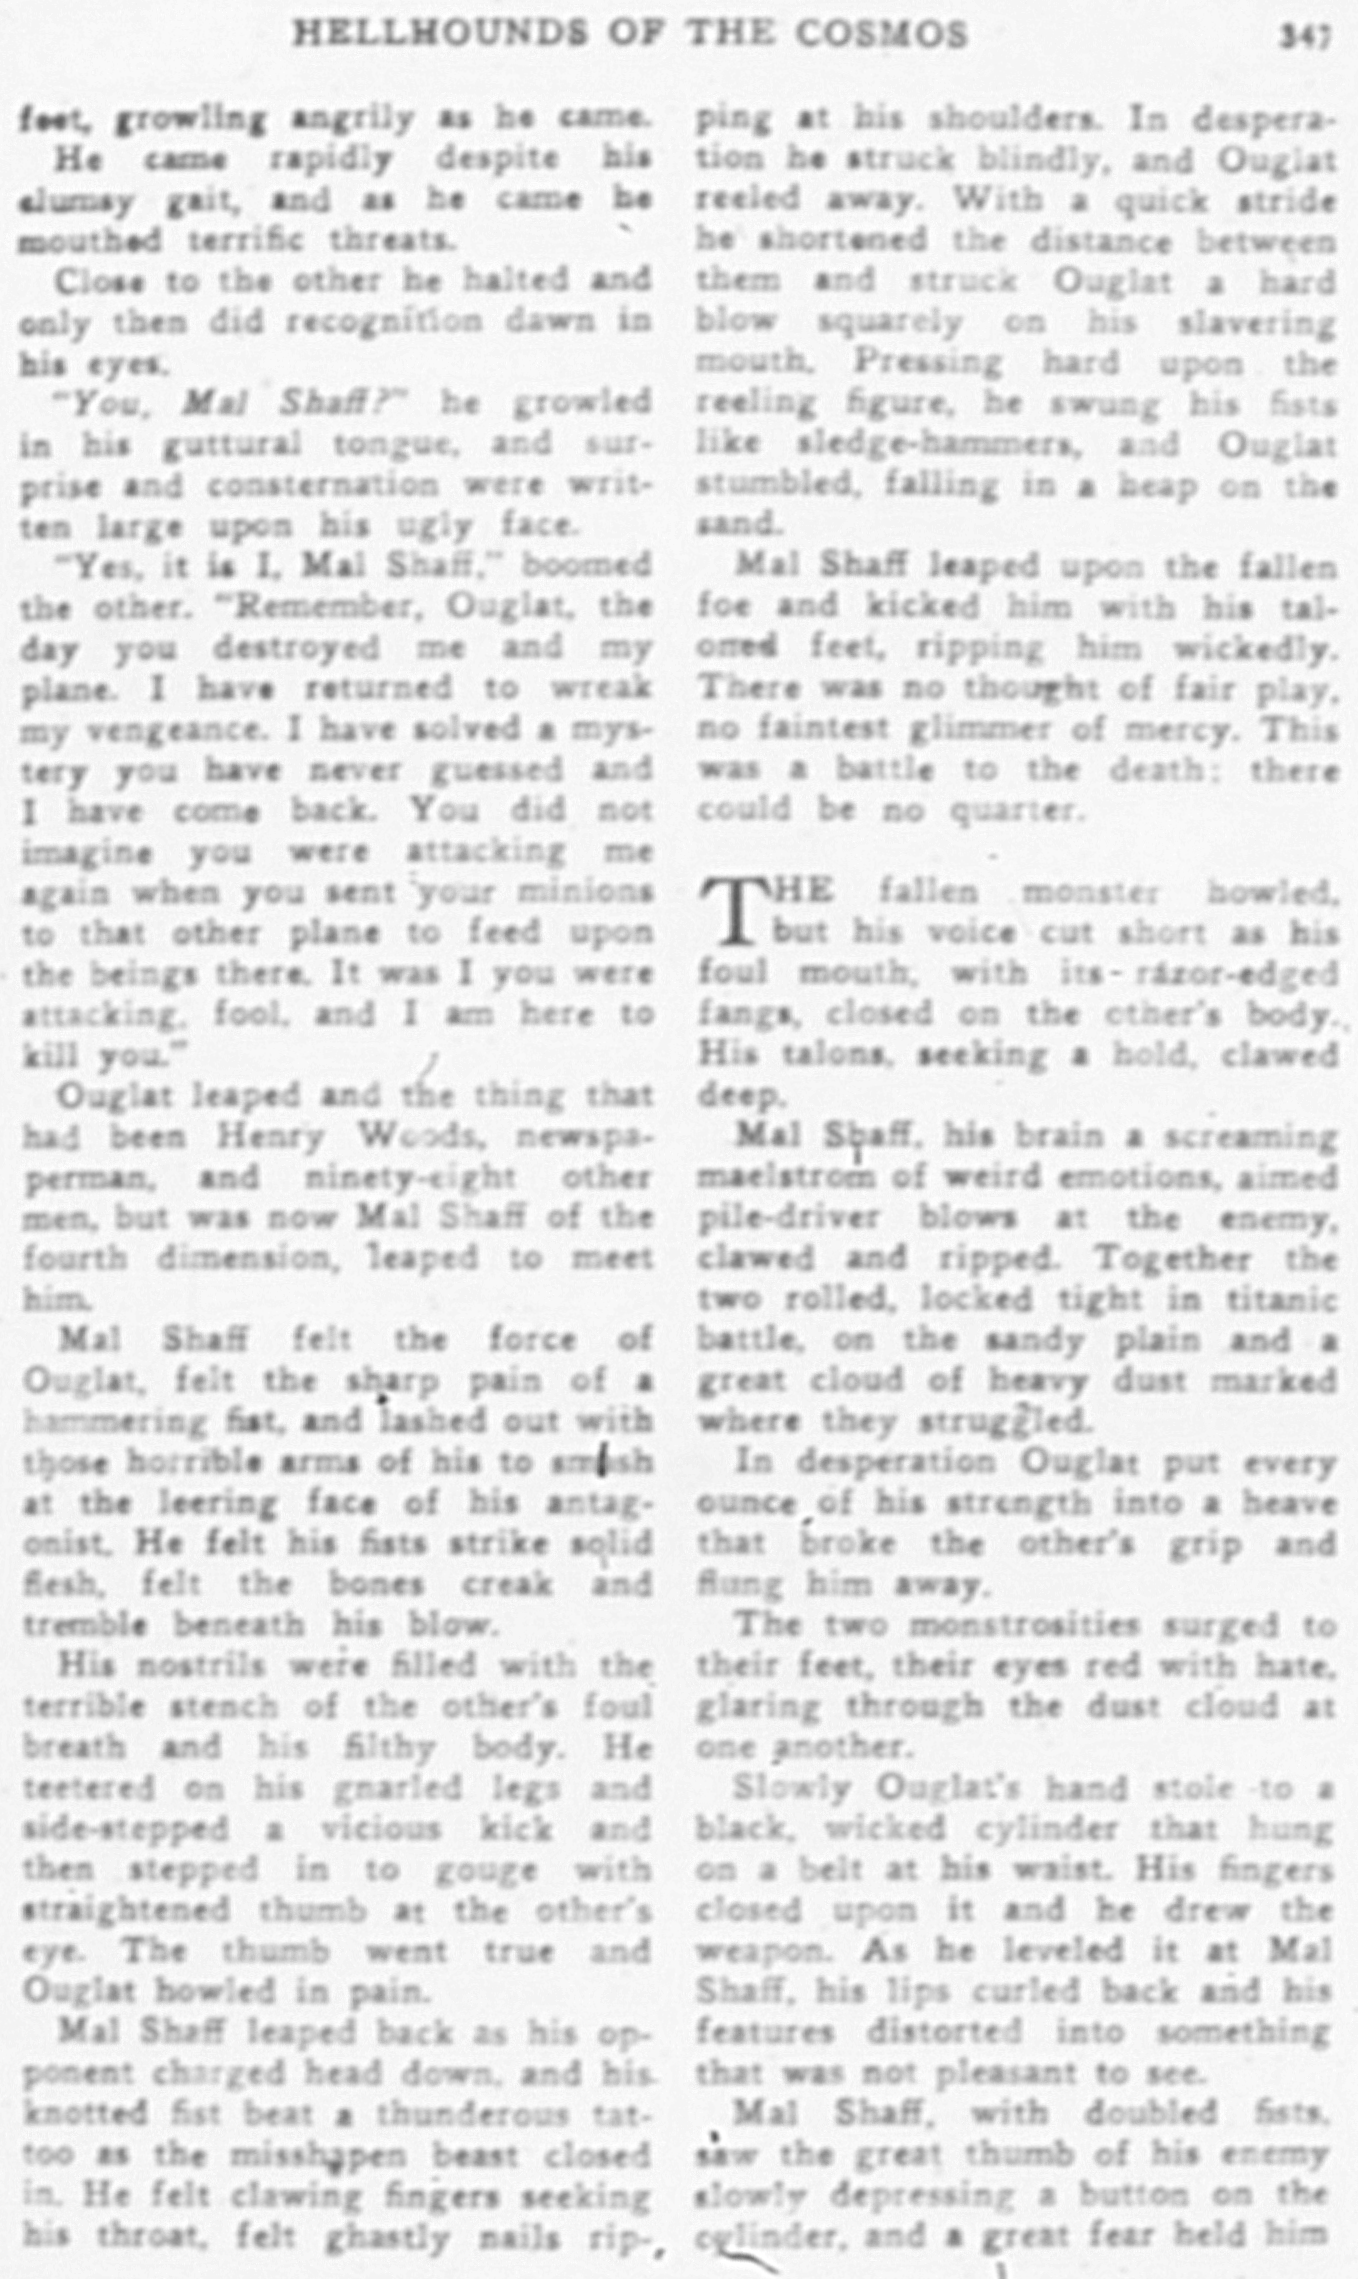 HELLHOUNDS OF THE COSMOS 347
feet, growling angrily as he came.
He came rapidly despite his
clumsy gait, and as he came he
mouthed terrific threats.
Close to the other he halted and
only then did recognition dawn in
his eyes.
"You, Mal Shaff?" he growled
in his guttural tongue, and sur-
prise and consternation were writ-
ten large upon his ugly face.
"Yes, it is I, Mal Shaff," boomed
the other. "Remember, Ouglat, the
day you destroyed me and my
plane. I have returned to wreak
my vengeance. I have solved a mys-
tery you have never guessed and
I have come back. You did not
imagine you were attacking me
again when you sent your minions
to that other plane to feed upon
the beings there. It was I you were
attacking, fool, and I am here to
kill you."
Ouglat leaped and the thing that
had been Henry Woods, newspa-
perman, and ninety-eight other
men, but was now Mal Shaff of the
fourth dimension, leaped to meet
him.
Mal Shaff felt the force of
Ouglat, felt the sharp pain of a
hammering fist, and lashed out with
those horrible arms of his to smash
at the leering face of his antag-
onist. He felt his fists strike solid
flesh, felt the bones creak and
tremble beneath his blow.
His nostrils were filled with the
terrible stench of the other's foul
breath and his filthy body. He
teetered on his gnarled legs and
side-stepped a vicious kick and
then stepped in to gouge with
straightened thumb at the other's
eye. The thumb went true and
Ouglat howled in pain.
Mal Shaff leaped back as his op-
ponent charged head down, and his
knotted fist beat a thunderous tat-
too as the misshapen beast closed
in. He felt clawing fingers seeking
his throat, felt ghastly nails rip-
ping at his shoulders. In despera-
tion he struck blindly, and Ouglat
reeled away. With a quick stride
he shortened the distance between
them and struck Ouglat a hard
blow squarely on his slavering
mouth. Pressing hard upon the
reeling figure, he swung his fists
like sledge-hammers, and Ouglat
stumbled, falling in a heap on the
sand.
Mal Shaff leaped upon the fallen
foe and kicked him with his tal-
oned feet, ripping him wickedly.
There was no thought of fair play,
no faintest glimmer of mercy. This
was a battle to the death: there
could be no quarter.
THE fallen monster howled,
but his voice cut short as his
foul mouth, with its razor-edged
fangs, closed on the other's body.
His talons, seeking a hold, clawed
deep.
Mal Shaff, his brain a screaming
maelstrom of weird emotions, aimed
pile-driver blows at the enemy,
clawed and ripped. Together the
two rolled, locked tight in titanic
battle, on the sandy plain and a
great cloud of heavy dust marked
where they struggled.
In desperation Ouglat put every
ounce of his strength into a heave
that broke the other's grip and
flung him away.
The two monstrosities surged to
their feet, their eyes red with hate,
glaring through the dust cloud at
one another.
Slowly Ouglat's hand stole to a
black, wicked cylinder that hung
on a belt at his waist. His fingers
closed upon it and he drew the
weapon. As he leveled it at Mal
Shaff, his lips curled back and his
features distorted into something
that was not pleasant to see.
Mal Shaff, with doubled fists,
saw the great thumb of his enemy
slowly depressing a button on the
cylinder, and a great fear held him